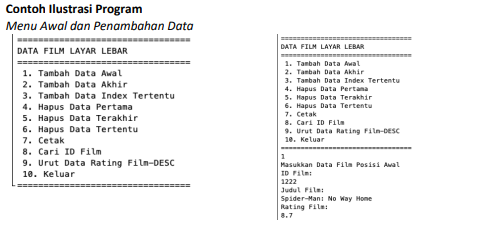 Contoh Ilustrasi Program
Menu Awal dan Penambahan Data
===============================
DATA FILM LAYAR LEBAR
===============================
1. Tambah Data Awal
2. Tambah Data Akhir
3. Tambah Data Index Tertentu
4. Hapus Data Pertama
5. Hapus Data Terakhir
6. Hapus Data Tertentu
7. Cetak
8. Cari ID Film
9. Urut Data Rating Film-DESC
10. Keluar
===============================
===============================
DATA FILM LAYAR LEBAR
===============================
1. Tambah Data Awal
2. Tambah Data Akhir
3. Tambah Data Index Tertentu
4. Hapus Data Pertama
5. Hapus Data Terakhir
6. Hapus Data Tertentu
7. Cetak
8. Cari ID Film
9. Urut Data Rating Film-DESC
10. Keluar
===============================
1
Masukkan Data Film Posisi Awal
ID Film:
1222
Judul Film:
Spider-Man: No Way Home
Rating Film:
8.7